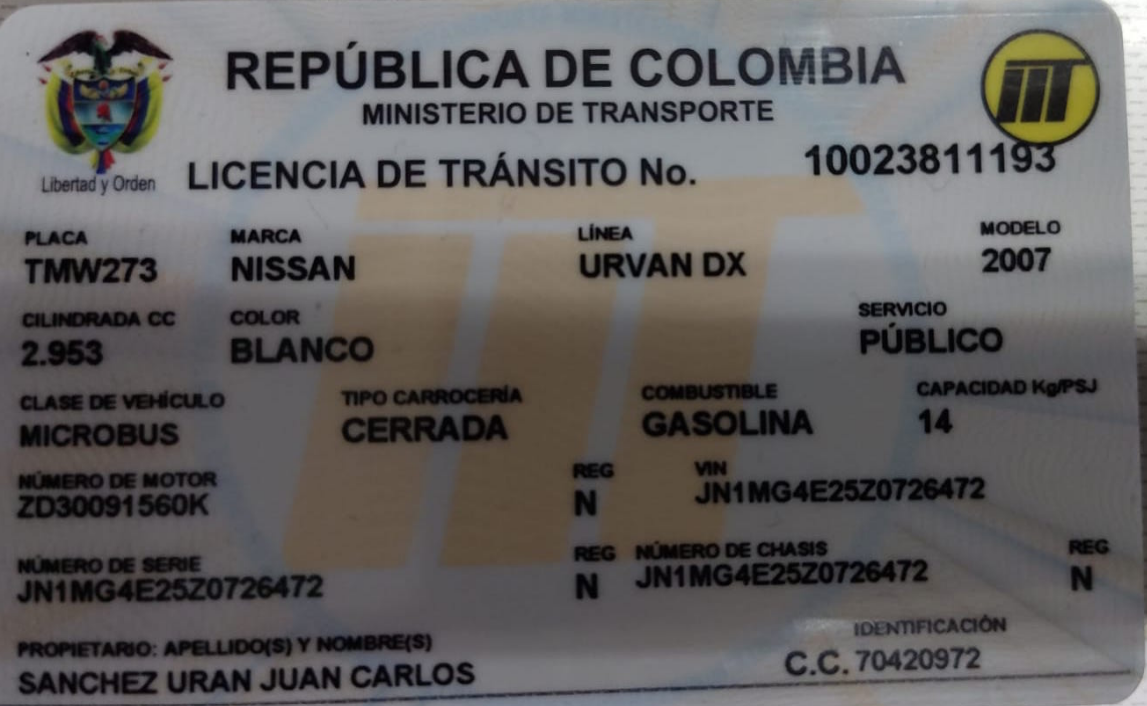 REPÚBLICA DE COLOMBIA
MINISTERIO DE TRANSPORTE
Libertad y Orden
LICENCIA DE TRÁNSITO No. 10023811193
PLACA MARCA LÍNEA MODELO
TMW273 NISSAN URVAN DX 2007
CILINDRADA CC COLOR SERVICIO
2.953 BLANCO PÚBLICO
CLASE DE VEHÍCULO TIPO CARROCERÍA COMBUSTIBLE CAPACIDAD Kg/PSJ
MICROBUS CERRADA GASOLINA 14
NÚMERO DE MOTOR REG VIN
ZD30091560K N JN1MG4E25Z0726472
NÚMERO DE SERIE REG NÚMERO DE CHASIS REG
JN1MG4E25Z0726472 N JN1MG4E25Z0726472 N
PROPIETARIO: APELLIDO(S) Y NOMBRE(S) IDENTIFICACIÓN
SANCHEZ URAN JUAN CARLOS C.C. 70420972